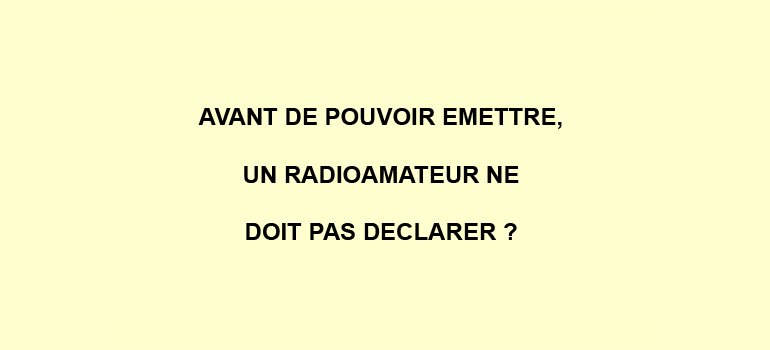 AVANT DE POUVOIR EMETTRE,
UN RADIOAMATEUR NE
DOIT PAS DECLARER ?